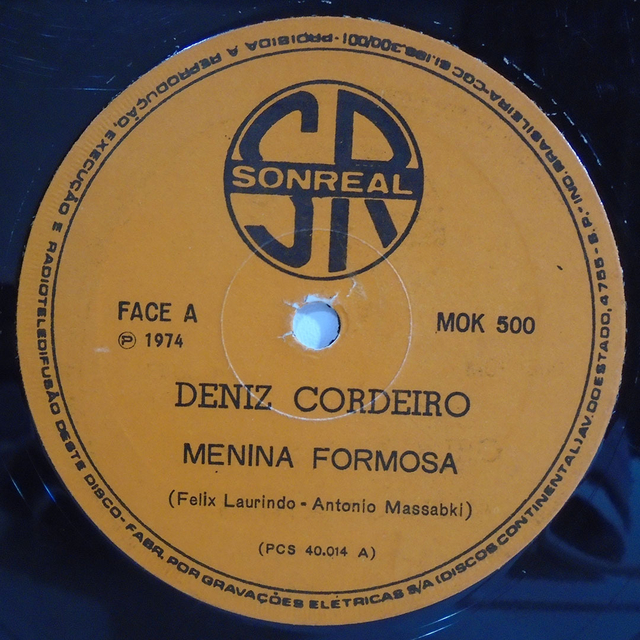 SR
SONREAL
FACE A
Ⓟ 1974
MOK 500
DENIZ CORDEIRO
MENINA FORMOSA
(Felix Laurindo - Antonio Massabki)
(PCS 40.014 A)
PROIBIDA A REPRODUÇÃO, EXECUÇÃO E RADIOTELEDIFUSÃO DESTE DISCO - FABR. POR GRAVAÇÕES ELÉTRICAS S/A (DISCOS CONTINENTAL) AV. DO ESTADO, 4755 - S.P. - IND. BRASILEIRA - CGC 61.186.300/001 -